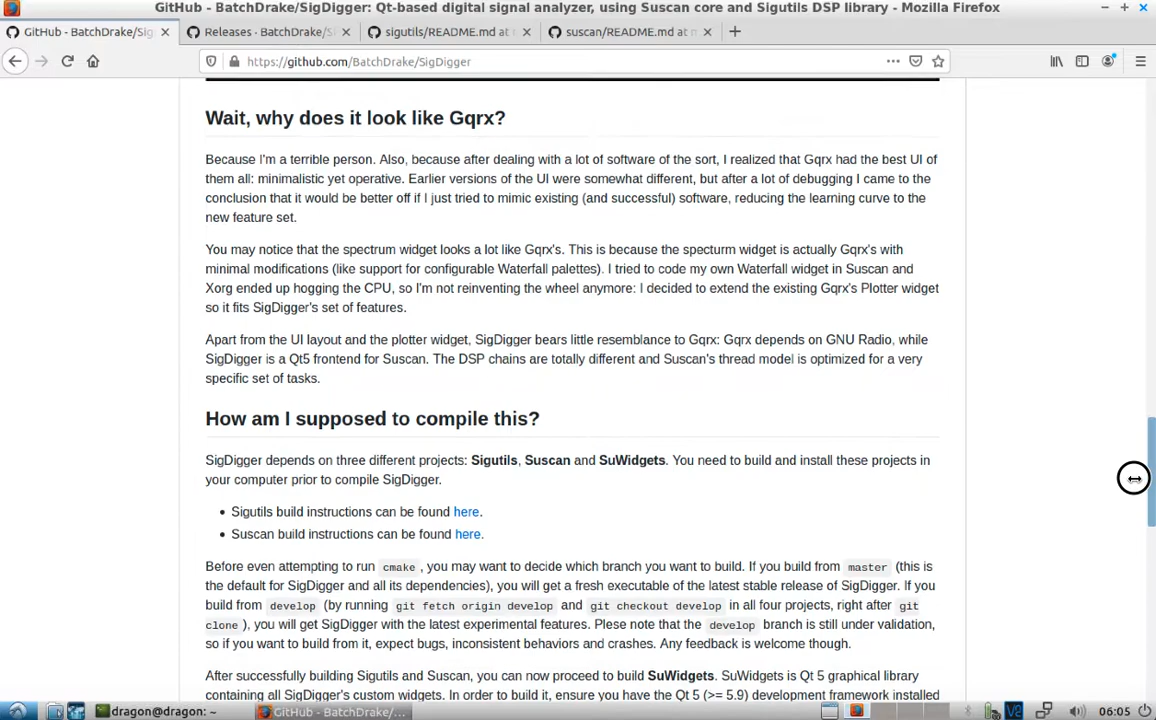 GitHub - BatchDrake/SigDigger: Qt-based digital signal analyzer, using Suscan core and Sigutils DSP library - Mozilla Firefox
GitHub - BatchDrake/Sig
Releases · BatchDrake/S
sigutils/README.md at
suscan/README.md at m
https://github.com/BatchDrake/SigDigger
Wait, why does it look like Gqrx?
Because I'm a terrible person. Also, because after dealing with a lot of software of the sort, I realized that Gqrx had the best UI of
them all: minimalistic yet operative. Earlier versions of the UI were somewhat different, but after a lot of debugging I came to the
conclusion that it would be better off if I just tried to mimic existing (and successful) software, reducing the learning curve to the
new feature set.
You may notice that the spectrum widget looks a lot like Gqrx's. This is because the specturm widget is actually Gqrx's with
minimal modifications (like support for configurable Waterfall palettes). I tried to code my own Waterfall widget in Suscan and
Xorg ended up hogging the CPU, so I'm not reinventing the wheel anymore: I decided to extend the existing Gqrx's Plotter widget
so it fits SigDigger's set of features.
Apart from the UI layout and the plotter widget, SigDigger bears little resemblance to Gqrx: Gqrx depends on GNU Radio, while
SigDigger is a Qt5 frontend for Suscan. The DSP chains are totally different and Suscan's thread model is optimized for a very
specific set of tasks.
How am I supposed to compile this?
SigDigger depends on three different projects: Sigutils, Suscan and SuWidgets. You need to build and install these projects in
your computer prior to compile SigDigger.
• Sigutils build instructions can be found here.
• Suscan build instructions can be found here.
Before even attempting to run cmake , you may want to decide which branch you want to build. If you build from master (this is
the default for SigDigger and all its dependencies), you will get a fresh executable of the latest stable release of SigDigger. If you
build from develop (by running git fetch origin develop and git checkout develop in all four projects, right after git
clone ), you will get SigDigger with the latest experimental features. Plese note that the develop branch is still under validation,
so if you want to build from it, expect bugs, inconsistent behaviors and crashes. Any feedback is welcome though.
After successfully building Sigutils and Suscan, you can now proceed to build SuWidgets. SuWidgets is Qt 5 graphical library
containing all SigDigger's custom widgets. In order to build it, ensure you have the Qt 5 (>= 5.9) development framework installed
dragon@dragon: ~
GitHub - BatchDrake/...
06:05